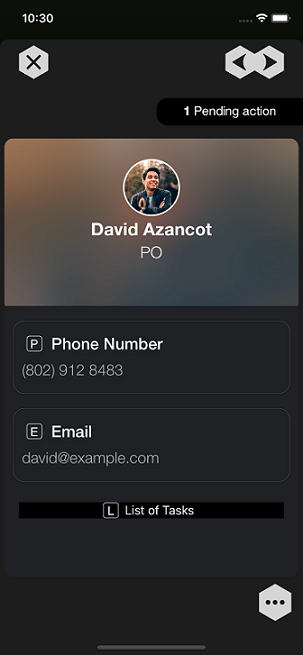 10:30
1 Pending action
David Azancot
PO
P Phone Number
(802) 912 8483
E Email
david@example.com
L List of Tasks